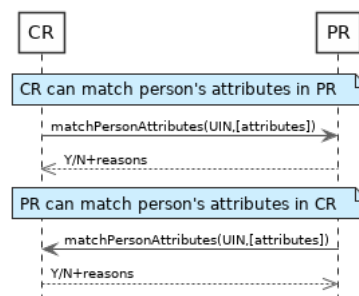 CR PR
CR can match person's attributes in PR
matchPersonAttributes(UIN,[attributes])
Y/N+reasons
PR can match person's attributes in CR
matchPersonAttributes(UIN,[attributes])
Y/N+reasons